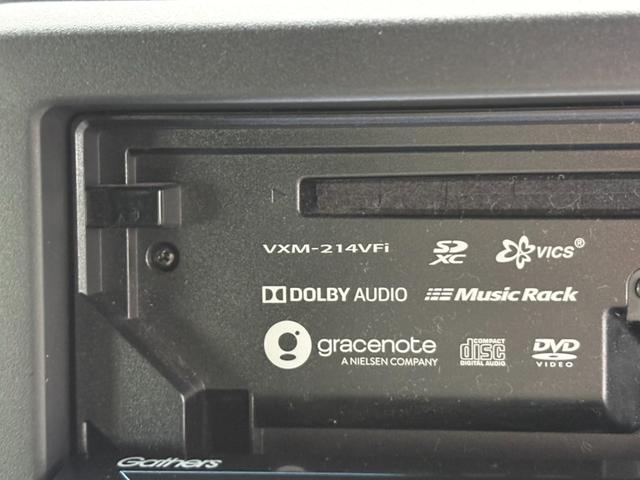 VXM-214VFi
SD XC
VICS®
DOLBY AUDIO
Music Rack
gracenote
A NIELSEN COMPANY
COMPACT
disc
DIGITAL AUDIO
DVD
VIDEO
Gathers